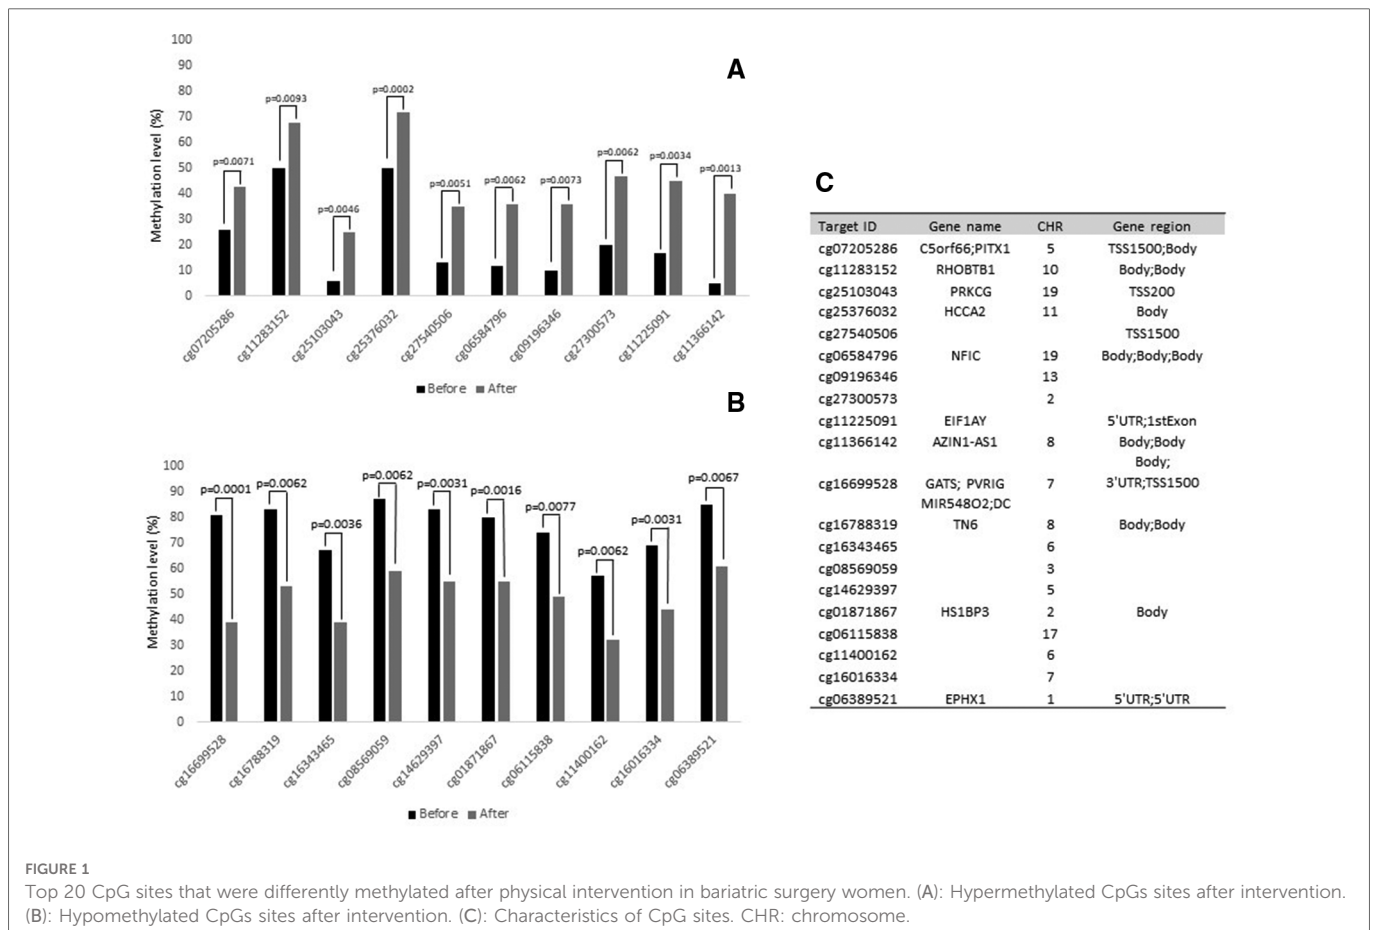 A
Methylation level (%)
100
90
80
70
60
50
40
30
20
10
0
p=0.0071
p=0.0093
p=0.0046
p=0.0002
p=0.0051
p=0.0062
p=0.0073
p=0.0062
p=0.0034
p=0.0013
cg07205286
cg11283152
cg25103043
cg25376032
cg27540506
cg06584796
cg09196346
cg27300573
cg11225091
cg11366142
Before After
B
Methylation level (%)
100
90
80
70
60
50
40
30
20
10
0
p=0.0001
p=0.0062
p=0.0036
p=0.0062
p=0.0031
p=0.0016
p=0.0077
p=0.0062
p=0.0031
p=0.0067
cg16699528
cg16788319
cg16343465
cg08569059
cg14629397
cg01871867
cg06115838
cg11400162
cg16016334
cg06389521
Before After
C
Target ID Gene name CHR Gene region
cg07205286 C5orf66;PITX1 5 TSS1500;Body
cg11283152 RHOBTB1 10 Body;Body
cg25103043 PRKCG 19 TSS200
cg25376032 HCCA2 11 Body
cg27540506 TSS1500
cg06584796 NFIC 19 Body;Body;Body
cg09196346 13
cg27300573 2
cg11225091 EIF1AY 5'UTR;1stExon
cg11366142 AZIN1-AS1 8 Body;Body
Body;
cg16699528 GATS; PVRIG 7 3'UTR;TSS1500
MIR548O2;DC
cg16788319 TN6 8 Body;Body
cg16343465 6
cg08569059 3
cg14629397 5
cg01871867 HS1BP3 2 Body
cg06115838 17
cg11400162 6
cg16016334 7
cg06389521 EPHX1 1 5'UTR;5'UTR
FIGURE 1
Top 20 CpG sites that were differently methylated after physical intervention in bariatric surgery women. (A): Hypermethylated CpGs sites after intervention.
(B): Hypomethylated CpGs sites after intervention. (C): Characteristics of CpG sites. CHR: chromosome.